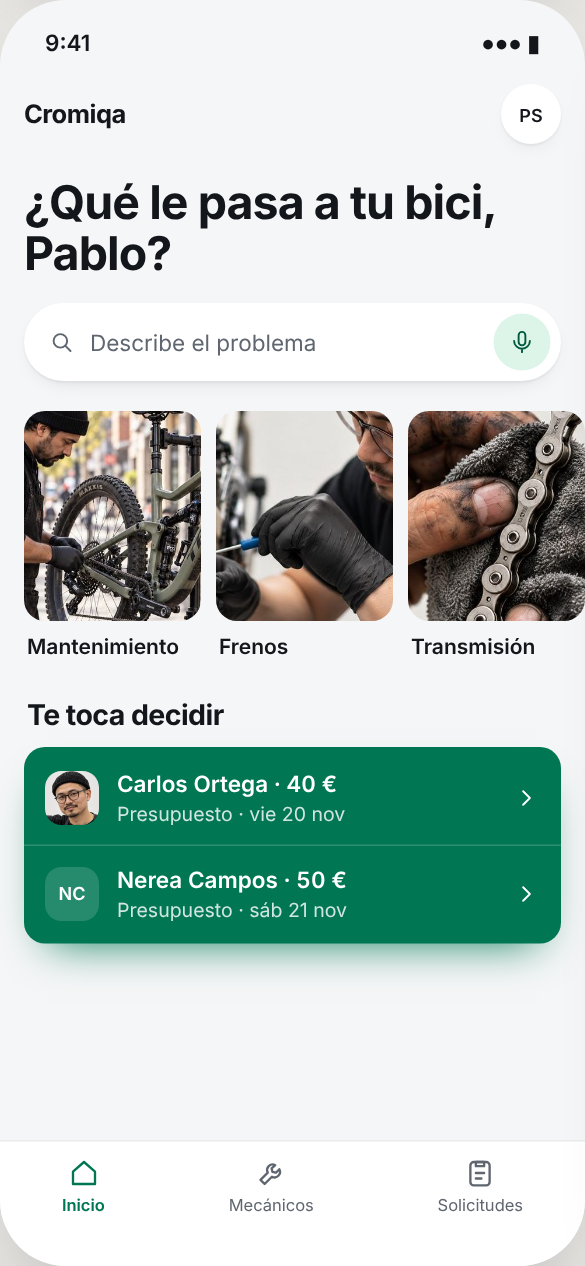 9:41
Cromiqa
PS
¿Qué le pasa a tu bici,
Pablo?
Describe el problema
MAXXIS
Mantenimiento
Frenos
Transmisión
Te toca decidir
Carlos Ortega · 40 €
Presupuesto · vie 20 nov
NC
Nerea Campos · 50 €
Presupuesto · sáb 21 nov
Inicio
Mecánicos
Solicitudes